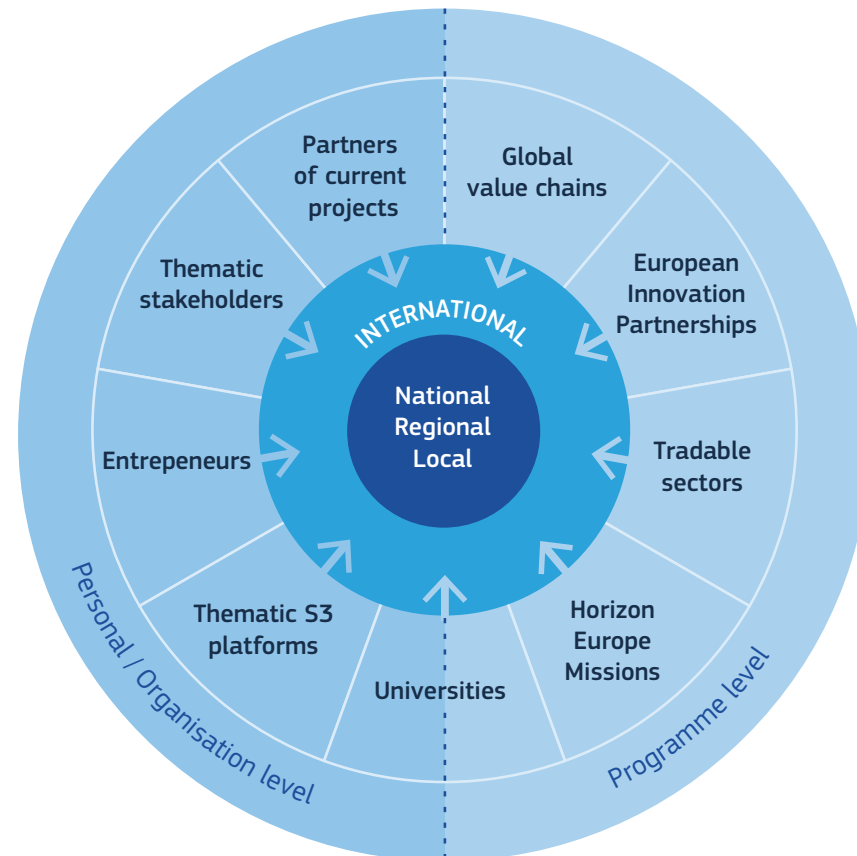 Partners
of current
projects
Global
value chains
Thematic
stakeholders
European
Innovation
Partnerships
INTERNATIONAL
National
Regional
Local
Entrepeneurs
Tradable
sectors
Thematic S3
platforms
Horizon
Europe
Missions
Universities
Personal / Organisation level
Programme level